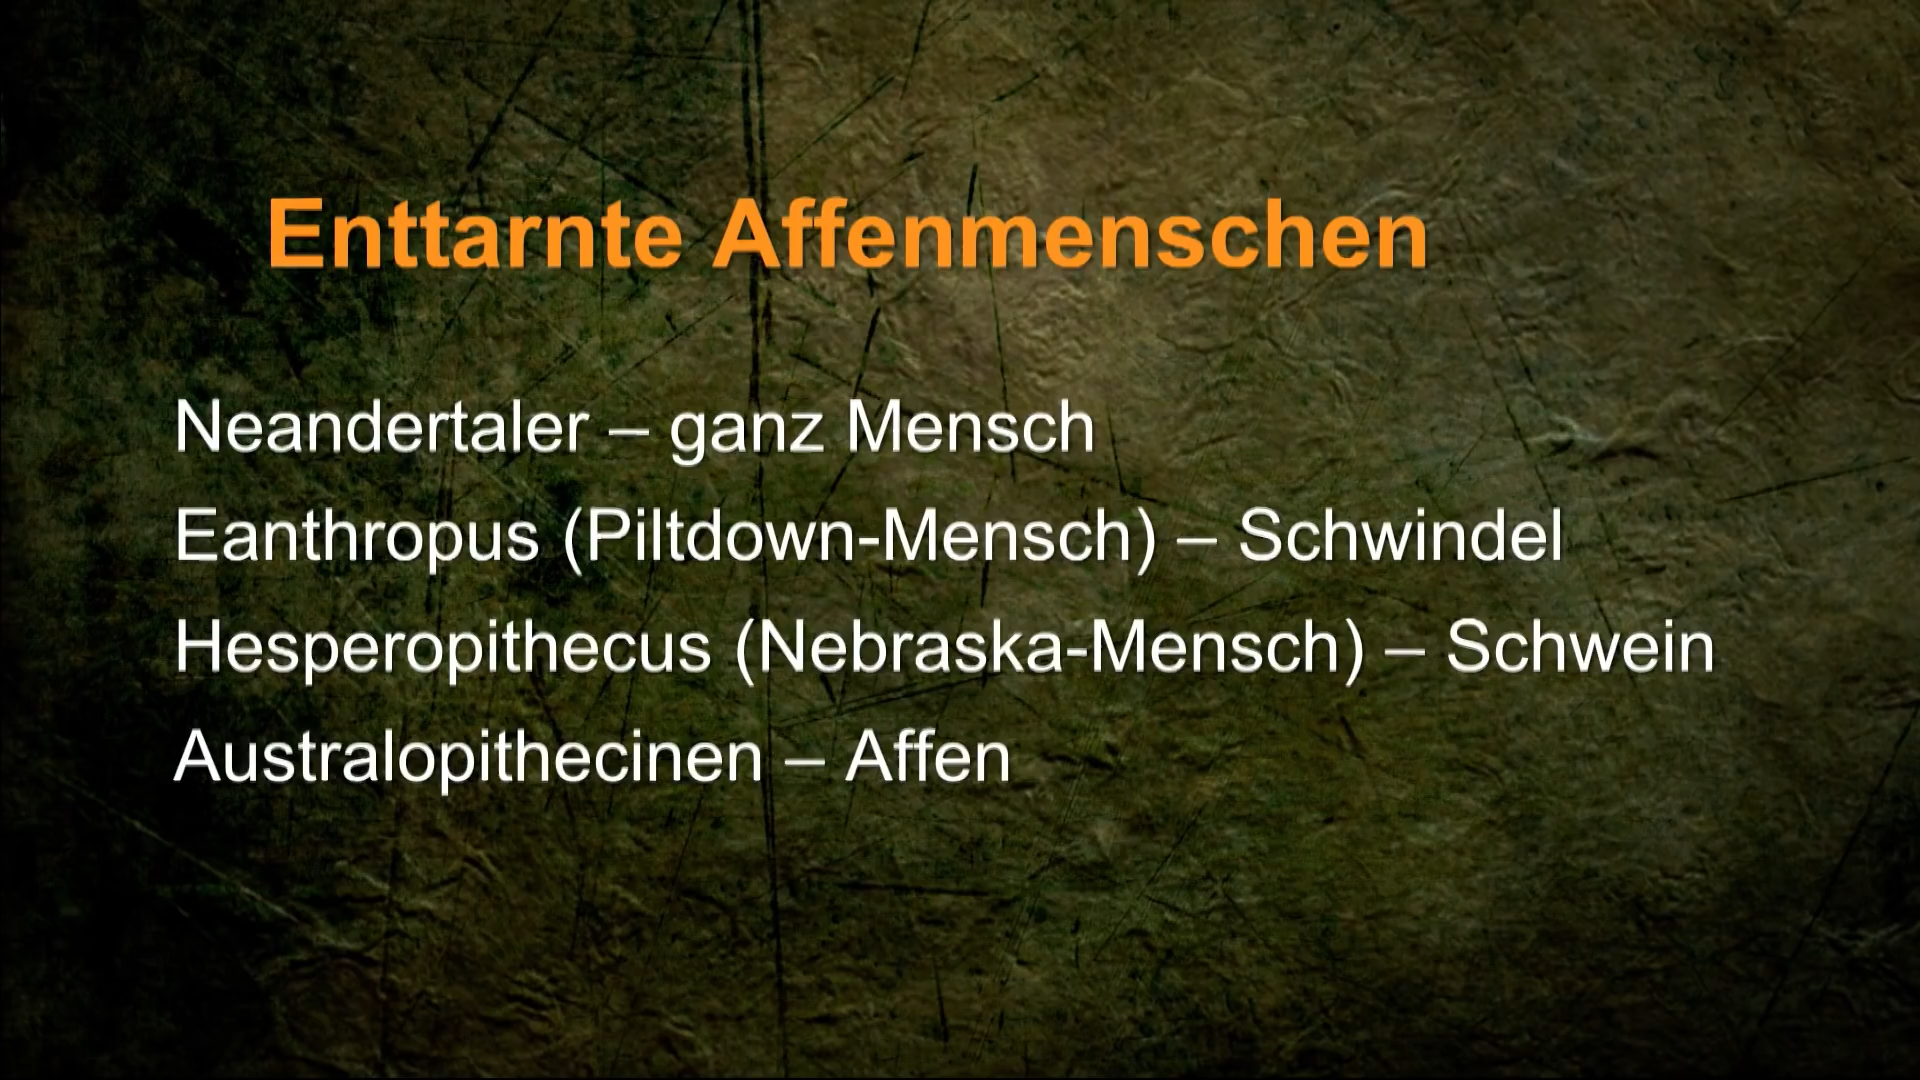 Enttarnte Affenmenschen
Neandertaler – ganz Mensch
Eanthropus (Piltdown-Mensch) – Schwindel
Hesperopithecus (Nebraska-Mensch) – Schwein
Australopithecinen – Affen